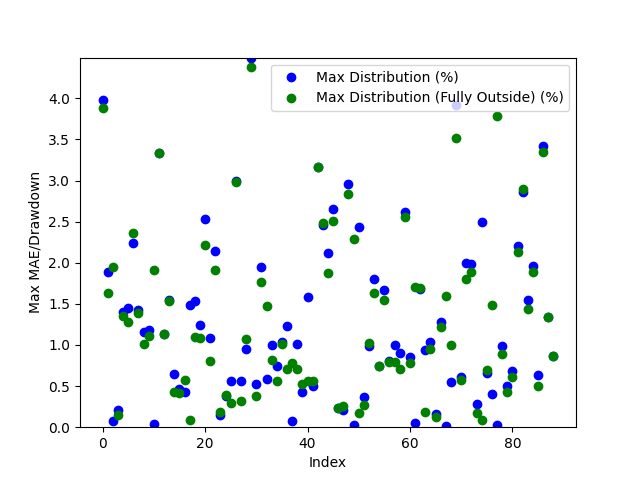 Max Distribution (%)
Max Distribution (Fully Outside) (%)
4.0
3.5
3.0
2.5
2.0
1.5
1.0
0.5
0.0
Max MAE/Drawdown
0 20 40 60 80
Index